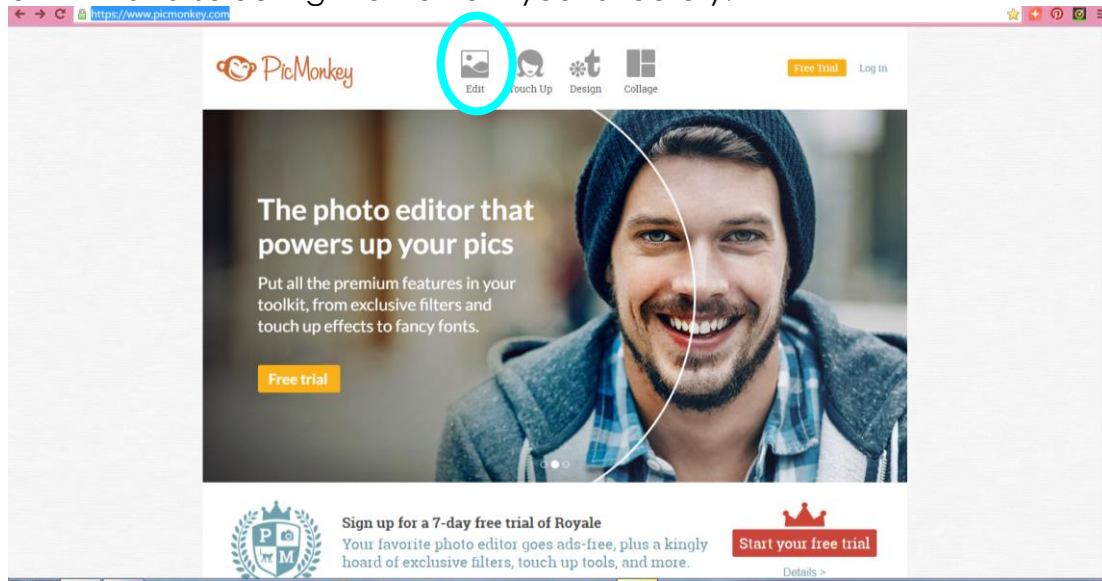 https://www.picmonkey.com
PicMonkey
Edit
Touch Up
Design
Collage
Free Trial
Log in
The photo editor that
powers up your pics
Put all the premium features in your
toolkit, from exclusive filters and
touch up effects to fancy fonts.
Free trial
P
M
Sign up for a 7-day free trial of Royale
Your favorite photo editor goes ads-free, plus a kingly
hoard of exclusive filters, touch up tools, and more.
Start your free trial
Details >